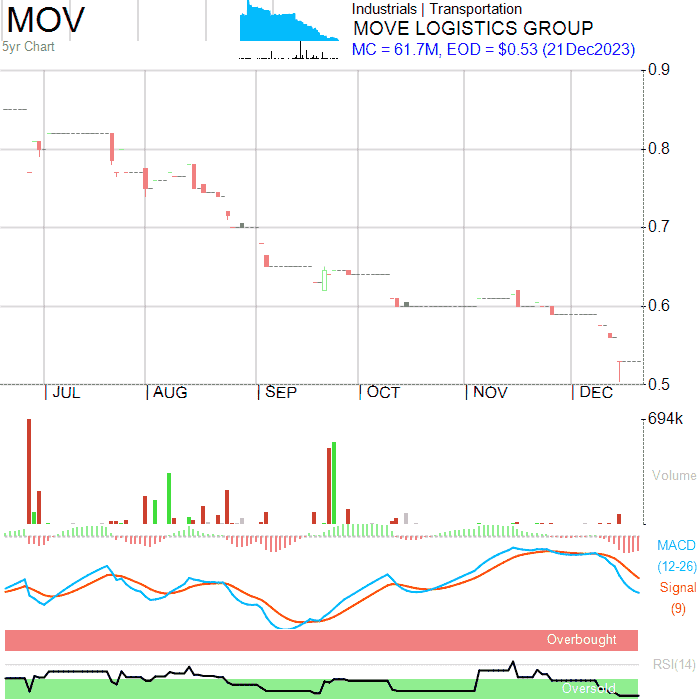 MOV
5yr Chart
Industrials | Transportation
MOVE LOGISTICS GROUP
MC = 61.7M, EOD = $0.53 (21Dec2023)
0.9
0.8
0.7
0.6
0.5
JUL AUG SEP OCT NOV DEC
694k
Volume
MACD
(12-26)
Signal
(9)
Overbought
RSI(14)
Oversold